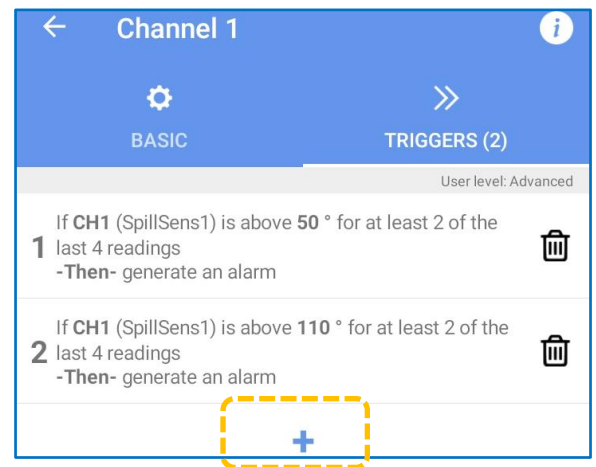 Channel 1
BASIC
TRIGGERS (2)
User level: Advanced
1
If CH1 (SpillSens1) is above 50 ° for at least 2 of the
last 4 readings
-Then- generate an alarm
2
If CH1 (SpillSens1) is above 110 ° for at least 2 of the
last 4 readings
-Then- generate an alarm